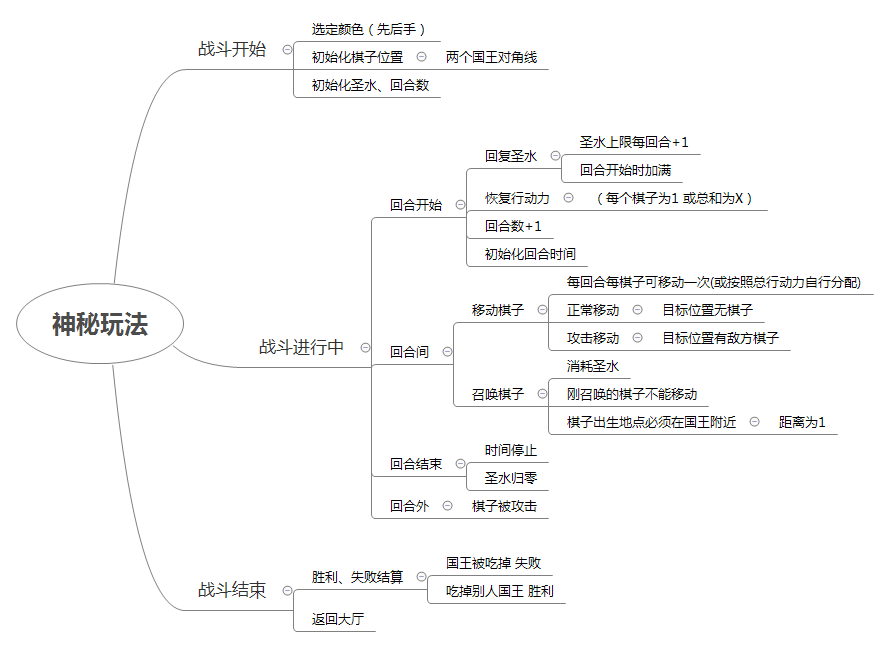 神秘玩法
战斗开始
选定颜色（先后手）
初始化棋子位置
两个国王对角线
初始化圣水、回合数
战斗进行中
回合开始
回复圣水
圣水上限每回合+1
回合开始时加满
恢复行动力
（每个棋子为1 或总和为X）
回合数+1
初始化回合时间
回合间
移动棋子
每回合每棋子可移动一次(或按照总行动力自行分配)
正常移动
目标位置无棋子
攻击移动
目标位置有敌方棋子
召唤棋子
消耗圣水
刚召唤的棋子不能移动
棋子出生地点必须在国王附近
距离为1
回合结束
时间停止
圣水归零
回合外
棋子被攻击
战斗结束
胜利、失败结算
国王被吃掉 失败
吃掉别人国王 胜利
返回大厅